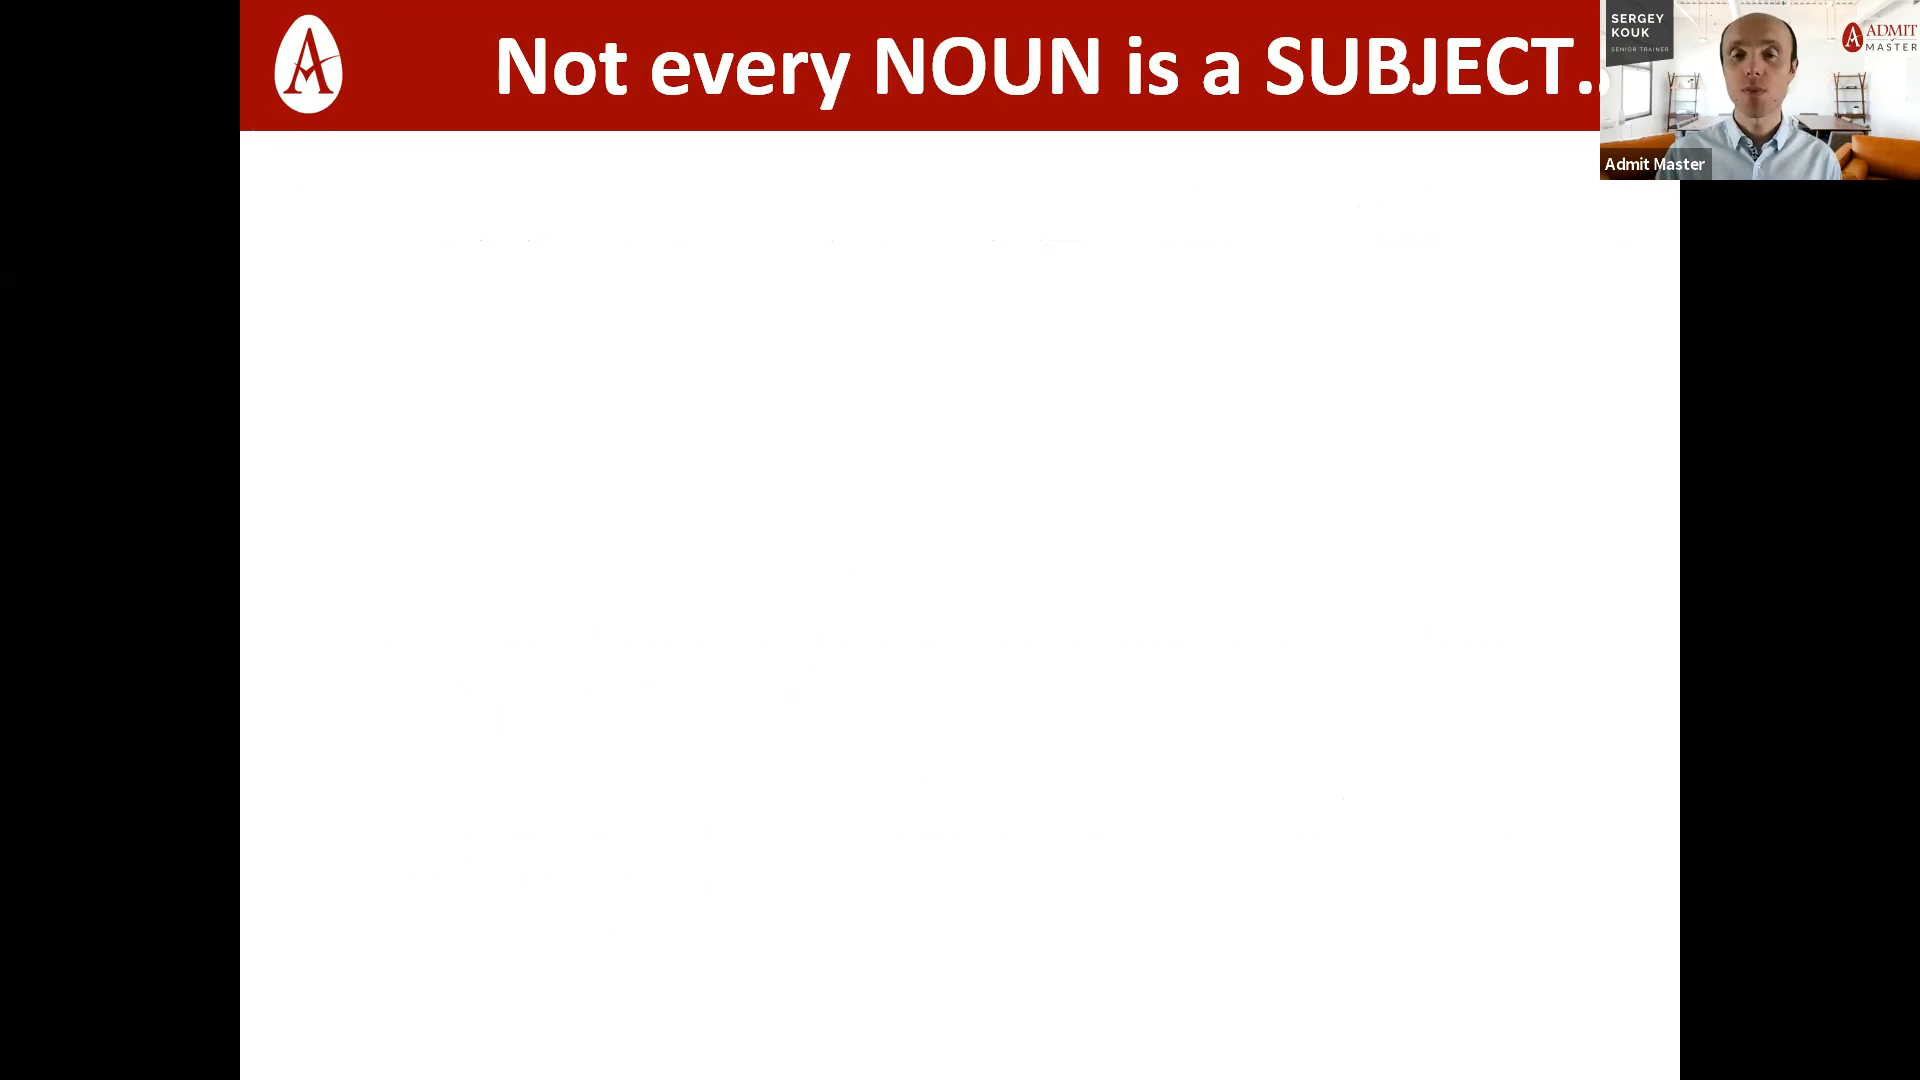 Not every NOUN is a SUBJECT..
SERGEY
KOUK
SENIOR TRAINER
ADMIT
MASTER
Admit Master